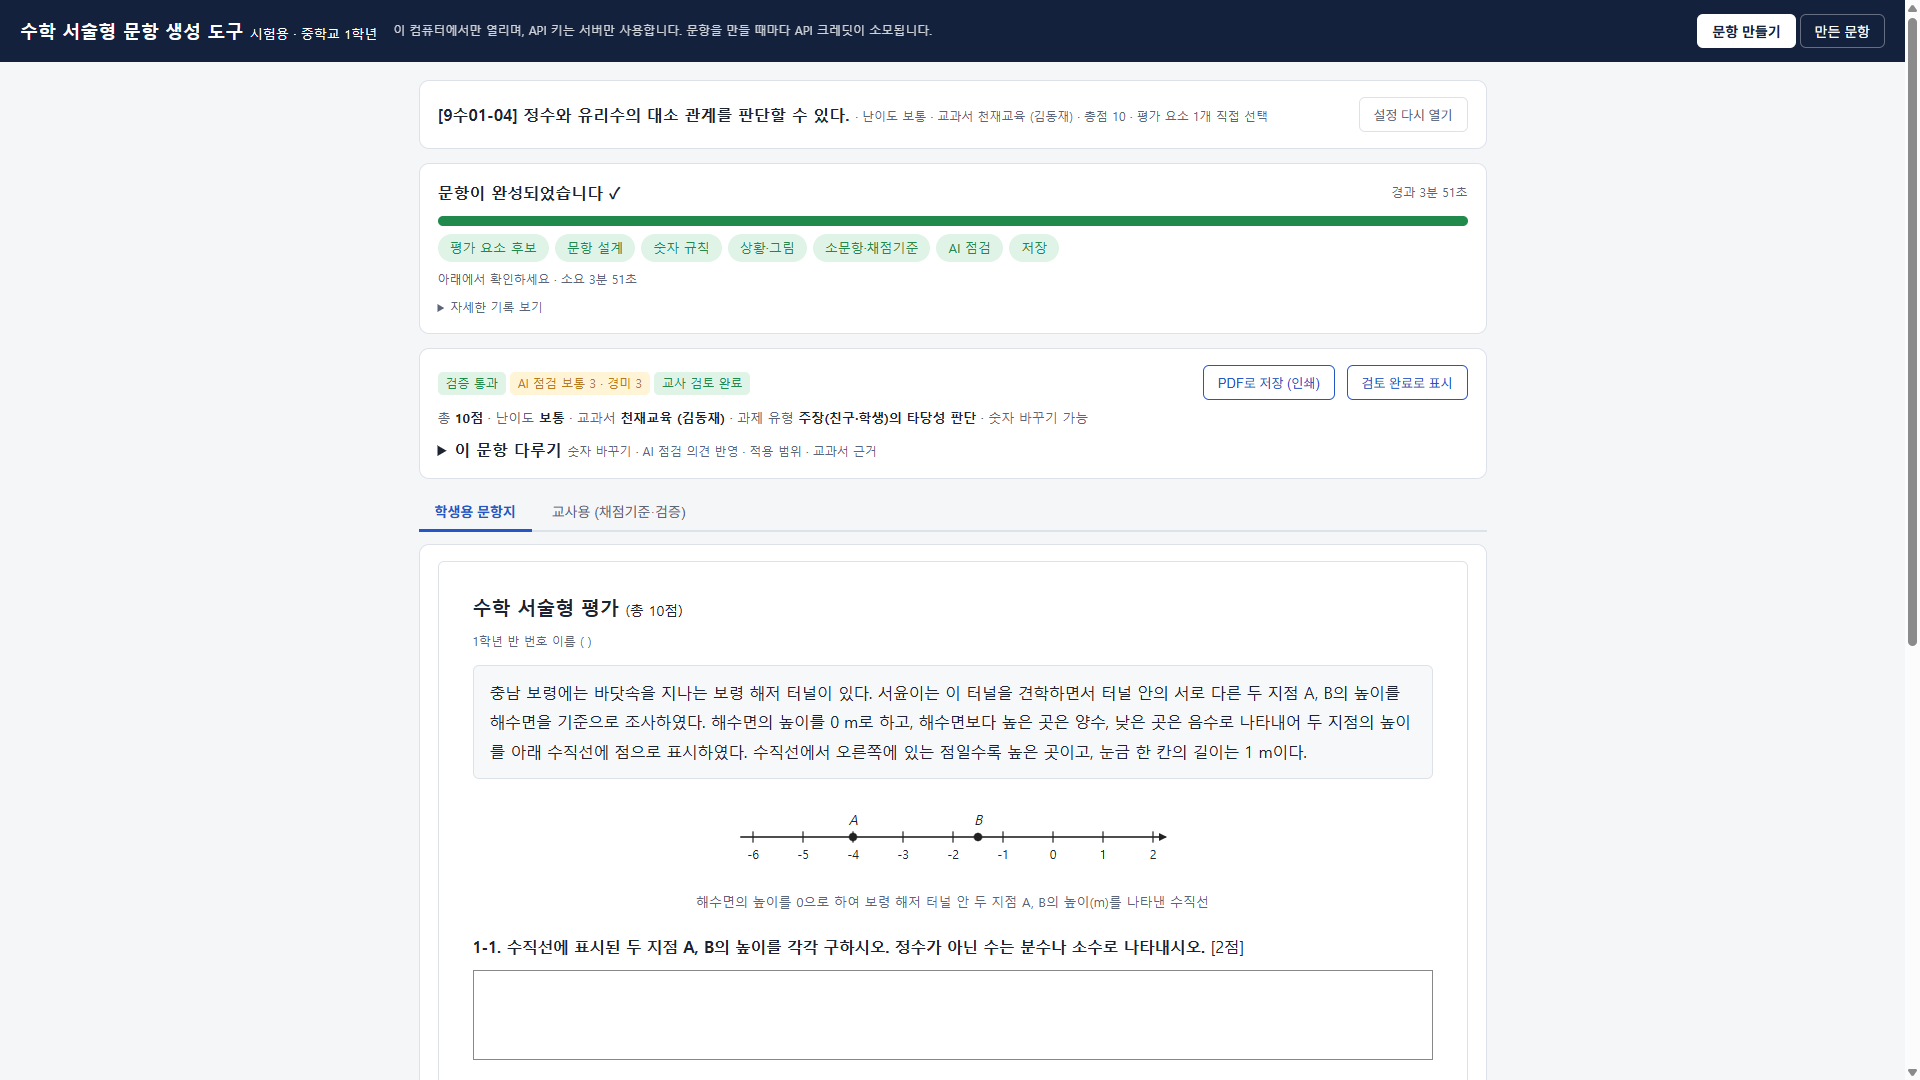 수학 서술형 문항 생성 도구 시험용 · 중학교 1학년 이 컴퓨터에서만 열리며, API 키는 서버만 사용합니다. 문항을 만들 때마다 API 크레딧이 소모됩니다. 문항 만들기 만든 문항
[9수01-04] 정수와 유리수의 대소 관계를 판단할 수 있다. · 난이도 보통 · 교과서 천재교육 (김동재) · 총점 10 · 평가 요소 1개 직접 선택 설정 다시 열기
문항이 완성되었습니다 ✓ 경과 3분 51초
평가 요소 후보 문항 설계 숫자 규칙 상황·그림 소문항·채점기준 AI 점검 저장
아래에서 확인하세요 · 소요 3분 51초
▶ 자세한 기록 보기
검증 통과 AI 점검 보통 3 · 경미 3 교사 검토 완료 PDF로 저장 (인쇄) 검토 완료로 표시
총 10점 · 난이도 보통 · 교과서 천재교육 (김동재) · 과제 유형 주장(친구·학생)의 타당성 판단 · 숫자 바꾸기 가능
▶ 이 문항 다루기 숫자 바꾸기 · AI 점검 의견 반영 · 적용 범위 · 교과서 근거
학생용 문항지 교사용 (채점기준·검증)
수학 서술형 평가 (총 10점)
1학년 반 번호 이름 ( )
충남 보령에는 바닷속을 지나는 보령 해저 터널이 있다. 서윤이는 이 터널을 견학하면서 터널 안의 서로 다른 두 지점 A, B의 높이를
해수면을 기준으로 조사하였다. 해수면의 높이를 0 m로 하고, 해수면보다 높은 곳은 양수, 낮은 곳은 음수로 나타내어 두 지점의 높이
를 아래 수직선에 점으로 표시하였다. 수직선에서 오른쪽에 있는 점일수록 높은 곳이고, 눈금 한 칸의 길이는 1 m이다.
A B
-6 -5 -4 -3 -2 -1 0 1 2
해수면의 높이를 0으로 하여 보령 해저 터널 안 두 지점 A, B의 높이(m)를 나타낸 수직선
1-1. 수직선에 표시된 두 지점 A, B의 높이를 각각 구하시오. 정수가 아닌 수는 분수나 소수로 나타내시오. [2점]